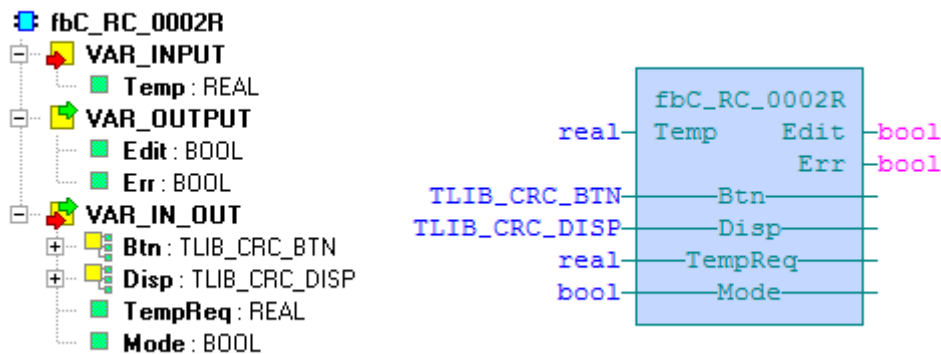 fbC_RC_0002R
VAR_INPUT
Temp : REAL
VAR_OUTPUT
Edit : BOOL
Err : BOOL
VAR_IN_OUT
Btn : TLIB_CRC_BTN
Disp : TLIB_CRC_DISP
TempReq : REAL
Mode : BOOL
fbC_RC_0002R
real Temp Edit bool
Err bool
TLIB_CRC_BTN Btn
TLIB_CRC_DISP Disp
real TempReq
bool Mode